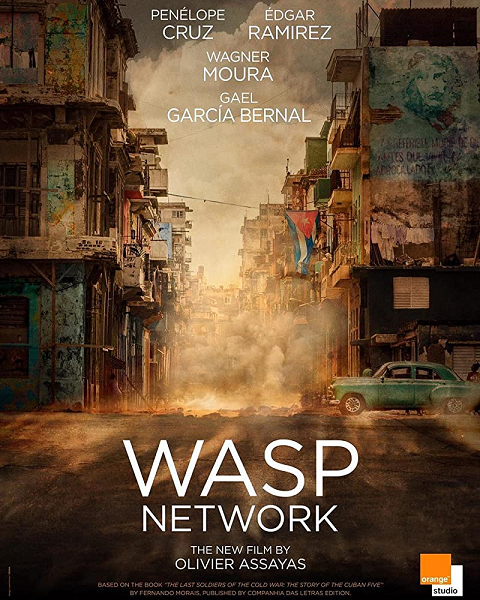 PENÉLOPE
CRUZ
ÉDGAR
RAMIREZ
WAGNER
MOURA
GAEL
GARCÍA BERNAL
WASP
NETWORK
THE NEW FILM BY
OLIVIER ASSAYAS
BASED ON THE BOOK "THE LAST SOLDIERS OF THE COLD WAR: THE STORY OF THE CUBAN FIVE"
BY FERNANDO MORAIS, PUBLISHED BY COMPANHIA DAS LETRAS EDITION.
orange™
studio